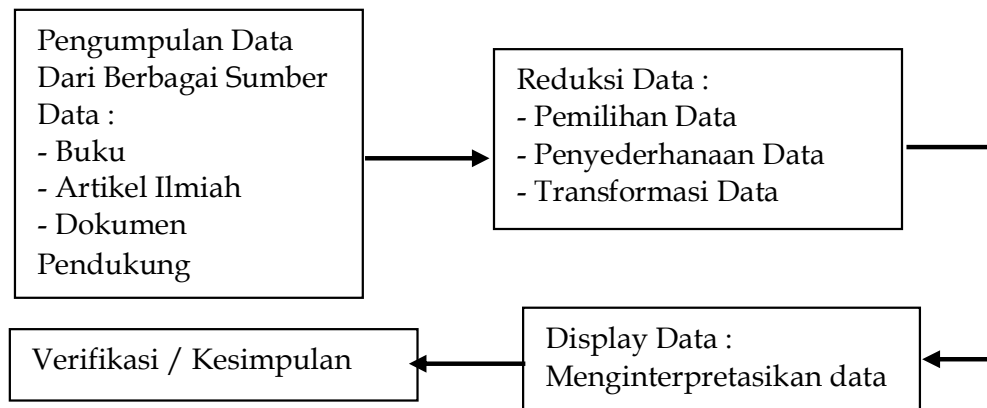 Pengumpulan Data
Dari Berbagai Sumber
Data :
- Buku
- Artikel Ilmiah
- Dokumen
Pendukung
Reduksi Data :
- Pemilihan Data
- Penyederhanaan Data
- Transformasi Data
Display Data :
Menginterpretasikan data
Verifikasi / Kesimpulan